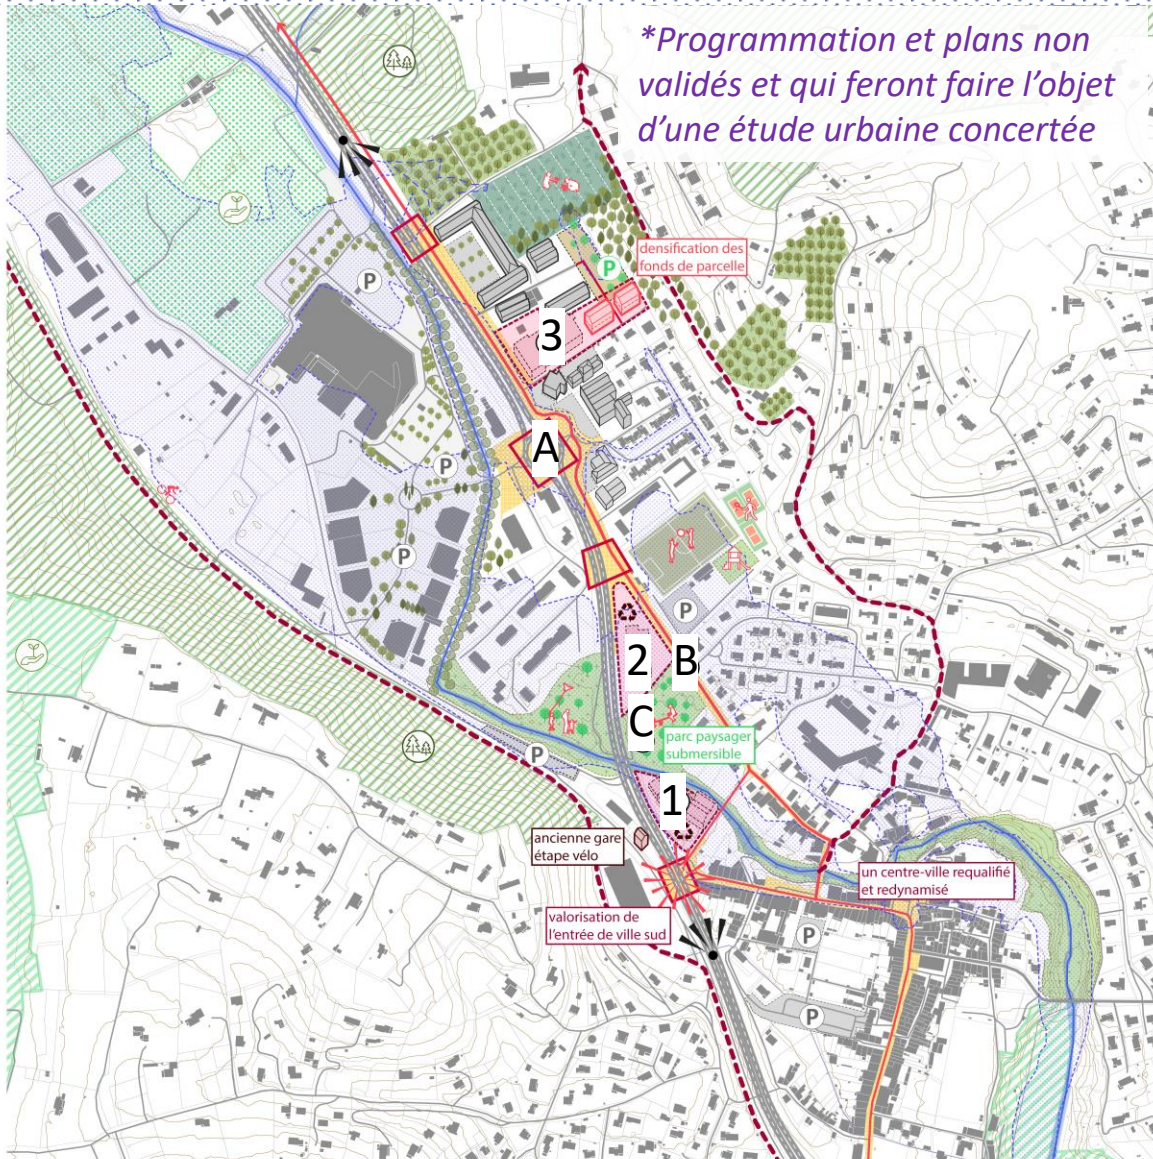 *Programmation et plans non
validés et qui feront faire l’objet
d’une étude urbaine concertée
densification des
fonds de parcelle
P
P
3
A
P
P
P
2
B
C
parc paysager
submersible
P
1
ancienne gare
étape vélo
un centre-ville requalifié
et redynamisé
valorisation de
l'entrée de ville sud
P
P